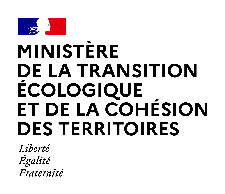 MINISTÈRE
DE LA TRANSITION
ÉCOLOGIQUE
ET DE LA COHÉSION
DES TERRITOIRES
Liberté
Égalité
Fraternité